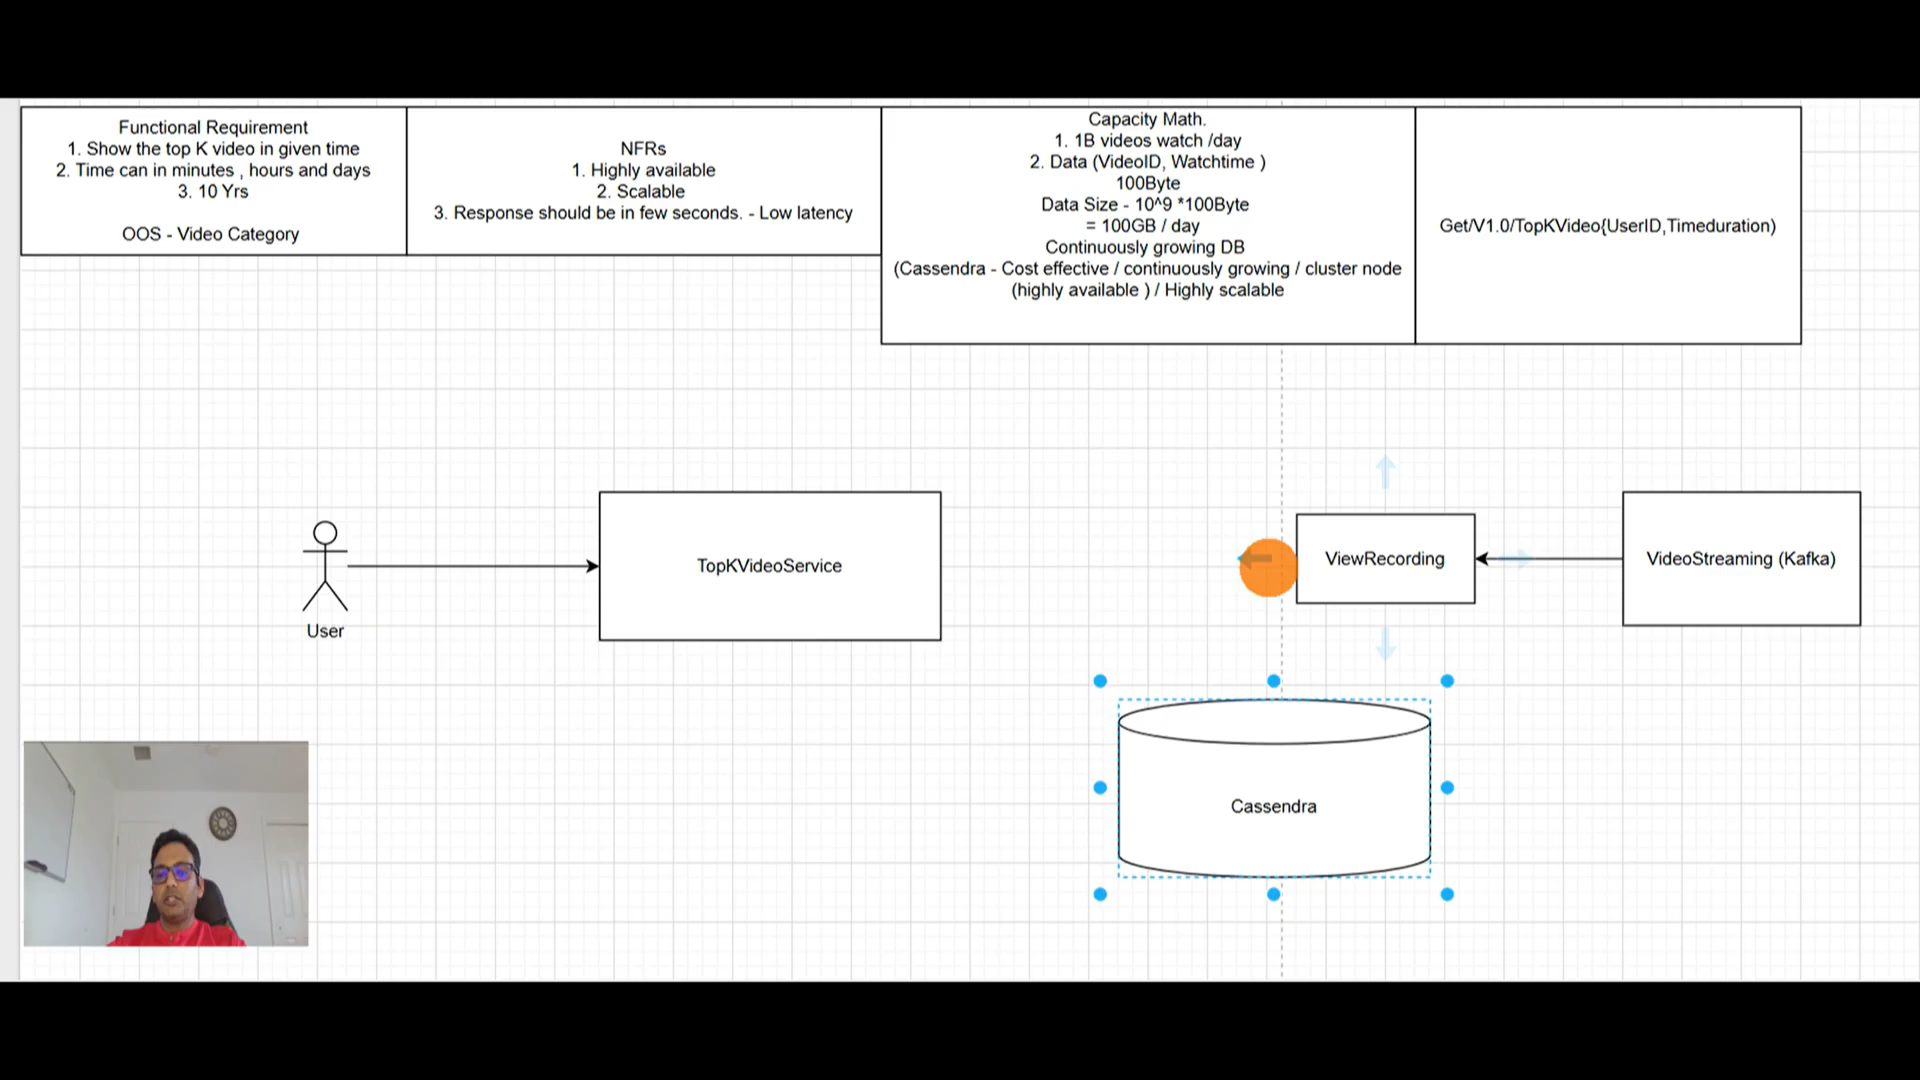 Functional Requirement
1. Show the top K video in given time
2. Time can in minutes , hours and days
3. 10 Yrs
OOS - Video Category
NFRs
1. Highly available
2. Scalable
3. Response should be in few seconds. - Low latency
Capacity Math.
1. 1B videos watch /day
2. Data (VideoID, Watchtime )
100Byte
Data Size - 10^9 *100Byte
= 100GB / day
Continuously growing DB
(Cassendra - Cost effective / continuously growing / cluster node
(highly available ) / Highly scalable
Get/V1.0/TopKVideo{UserID,Timeduration)
User
TopKVideoService
ViewRecording
VideoStreaming (Kafka)
Cassendra